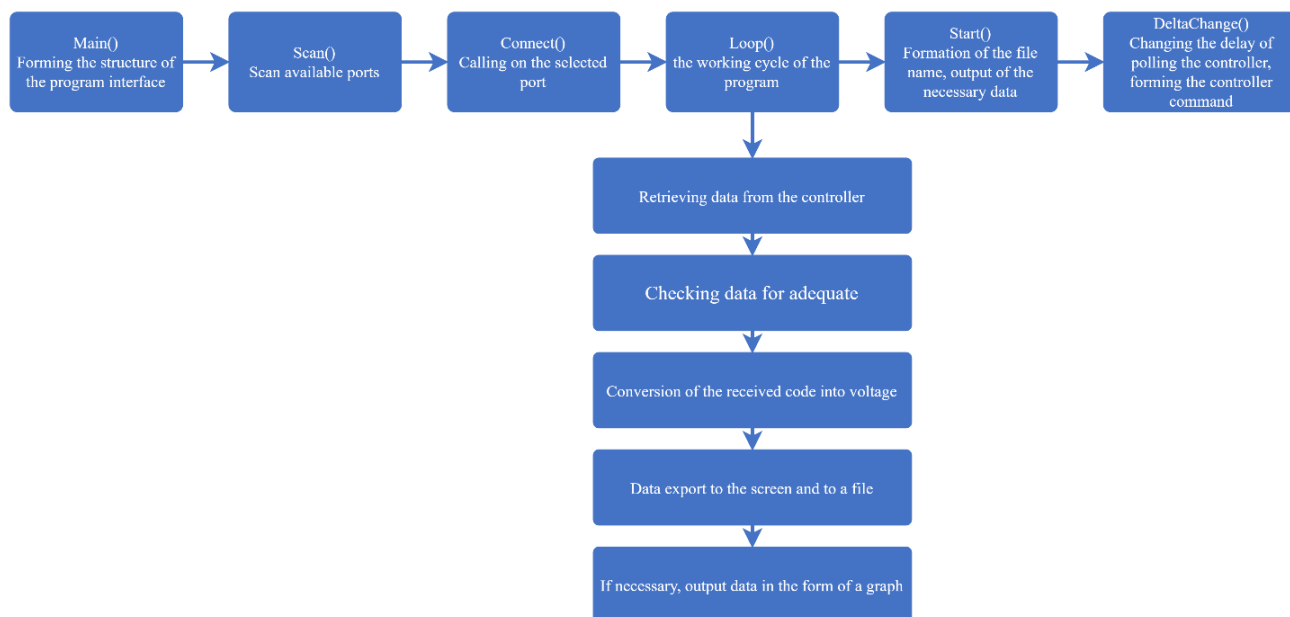 Main()
Forming the structure of
the program interface
Scan()
Scan available ports
Connect()
Calling on the selected
port
Loop()
the working cycle of the
program
Start()
Formation of the file
name, output of the
necessary data
DeltaChange()
Changing the delay of
polling the controller,
forming the controller
command
Retrieving data from the controller
Checking data for adequate
Conversion of the received code into voltage
Data export to the screen and to a file
If necessary, output data in the form of a graph